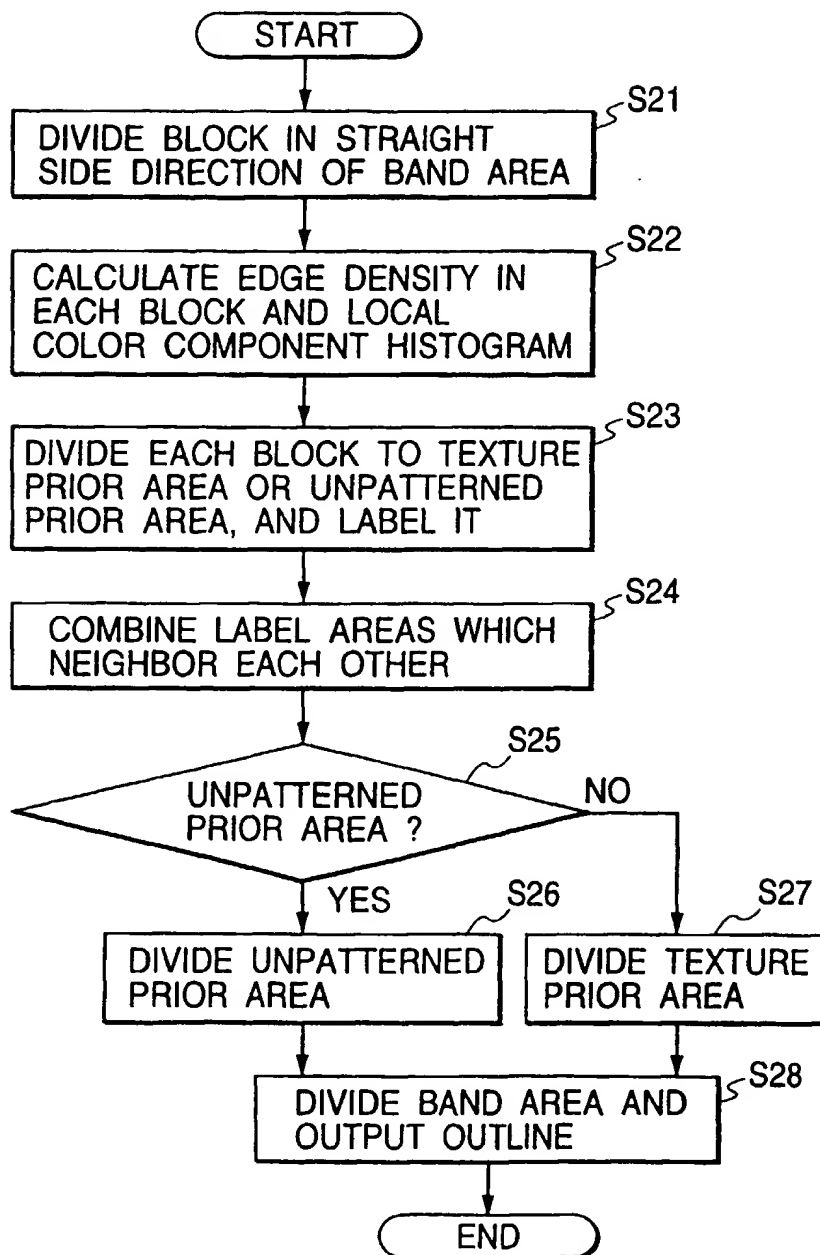 START
S21
DIVIDE BLOCK IN STRAIGHT
SIDE DIRECTION OF BAND AREA
S22
CALCULATE EDGE DENSITY IN
EACH BLOCK AND LOCAL
COLOR COMPONENT HISTOGRAM
S23
DIVIDE EACH BLOCK TO TEXTURE
PRIOR AREA OR UNPATTERNED
PRIOR AREA, AND LABEL IT
S24
COMBINE LABEL AREAS WHICH
NEIGHBOR EACH OTHER
S25
UNPATTERNED
PRIOR AREA ?
NO
YES
S26
DIVIDE UNPATTERNED
PRIOR AREA
S27
DIVIDE TEXTURE
PRIOR AREA
S28
DIVIDE BAND AREA AND
OUTPUT OUTLINE
END